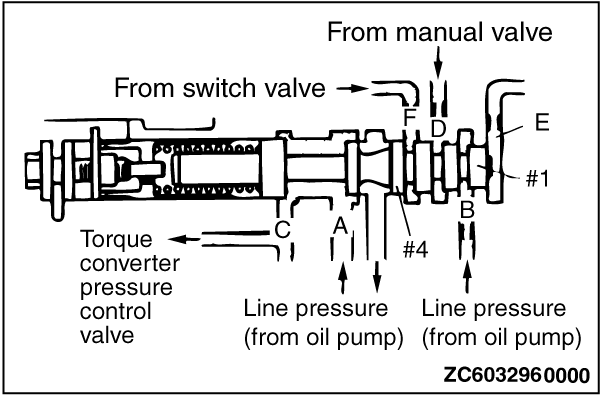 From manual valve
From switch valve
F
D
E
#1
B
C
A
#4
Torque
converter
pressure
control
valve
Line pressure
(from oil pump)
Line pressure
(from oil pump)
ZC6032960000